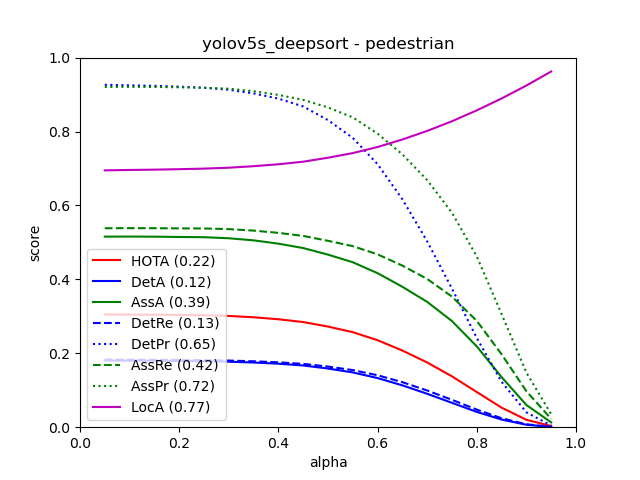 yolov5s_deepsort - pedestrian
1.0
0.8
0.6
0.4
0.2
0.0
score
HOTA (0.22)
DetA (0.12)
AssA (0.39)
DetRe (0.13)
DetPr (0.65)
AssRe (0.42)
AssPr (0.72)
LocA (0.77)
0.0 0.2 0.4 0.6 0.8 1.0
alpha